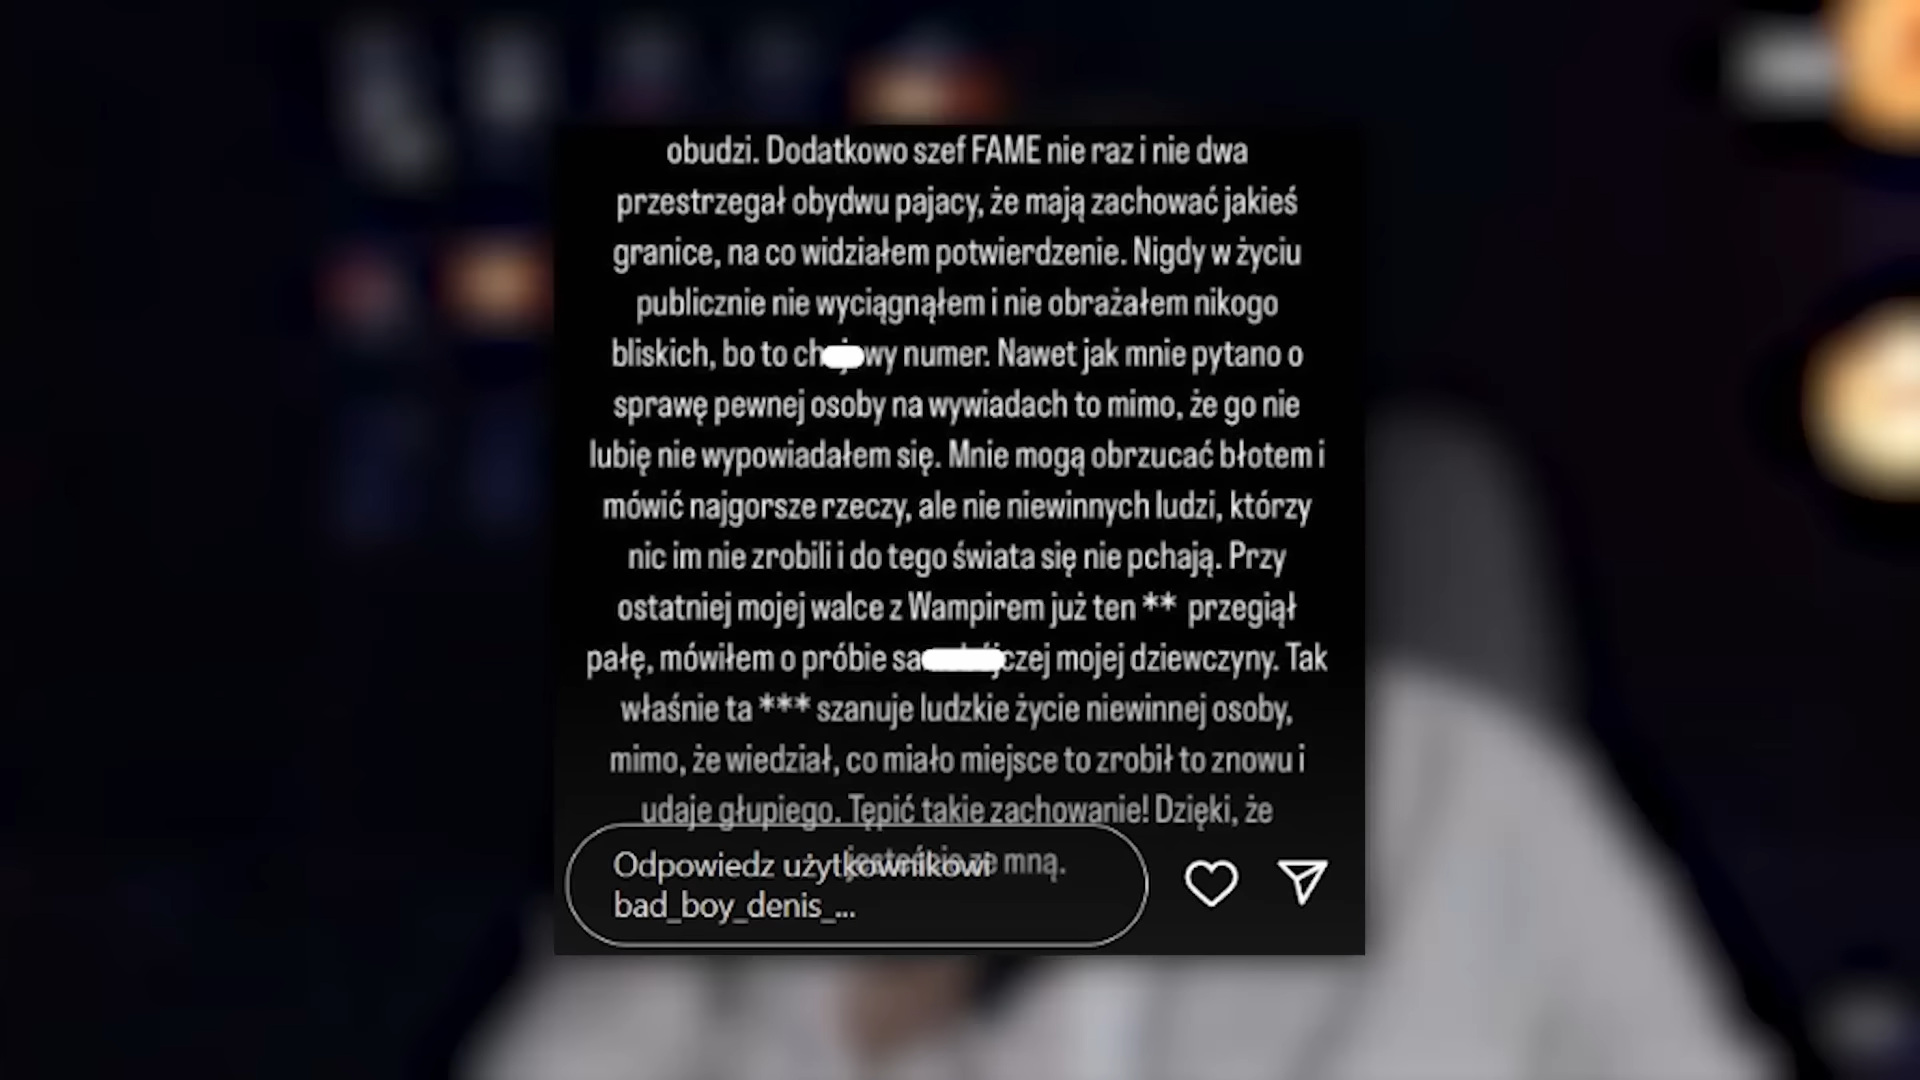 obudzi. Dodatkowo szef FAME nie raz i nie dwa
przestrzegał obydwu pajacy, że mają zachować jakieś
granice, na co widziałem potwierdzenie. Nigdy w życiu
publicznie nie wyciągnąłem i nie obrażałem nikogo
bliskich, bo to ch wy numer. Nawet jak mnie pytano o
sprawę pewnej osoby na wywiadach to mimo, że go nie
lubię nie wypowiadałem się. Mnie mogą obrzucać błotem i
mówić najgorsze rzeczy, ale nie niewinnych ludzi, którzy
nic im nie zrobili i do tego świata się nie pchają. Przy
ostatniej mojej walce z Wampirem już ten ** przegiął
pałę, mówiłem o próbie sa czej mojej dziewczyny. Tak
właśnie ta *** szanuje ludzkie życie niewinnej osoby,
mimo, że wiedział, co miało miejsce to zrobił to znowu i
udaje głupiego. Tępić takie zachowanie! Dzięki, że
jesteście ze mną.
Odpowiedz użytkownikowi
bad_boy_denis_...